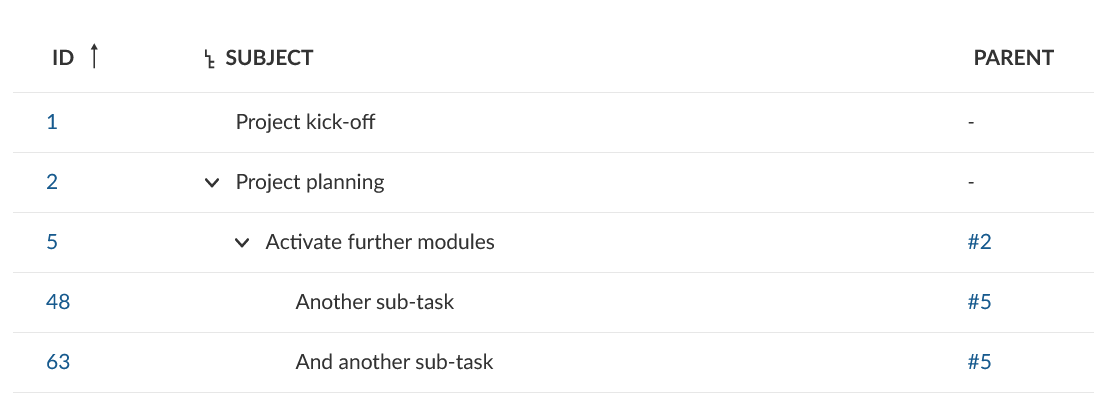 ID SUBJECT PARENT
1 Project kick-off -
2 Project planning -
5 Activate further modules #2
48 Another sub-task #5
63 And another sub-task #5